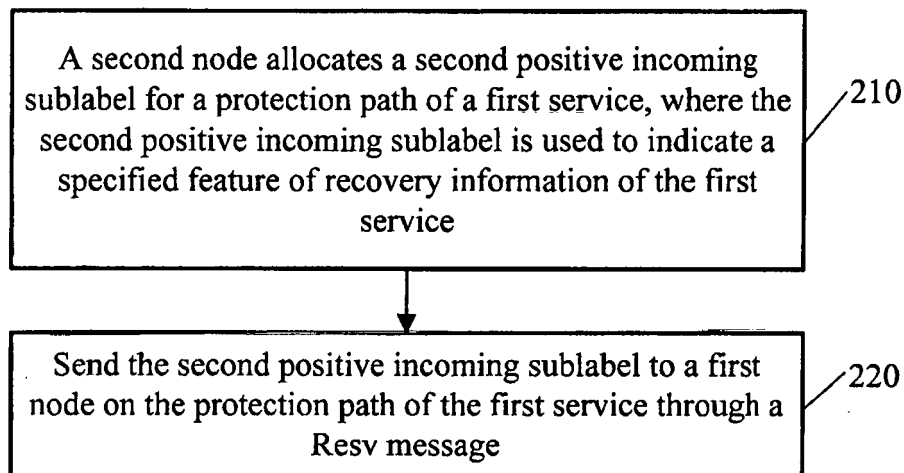 A second node allocates a second positive incoming
sublabel for a protection path of a first service, where the
second positive incoming sublabel is used to indicate a
specified feature of recovery information of the first
service
210
Send the second positive incoming sublabel to a first
node on the protection path of the first service through a
Resv message
220